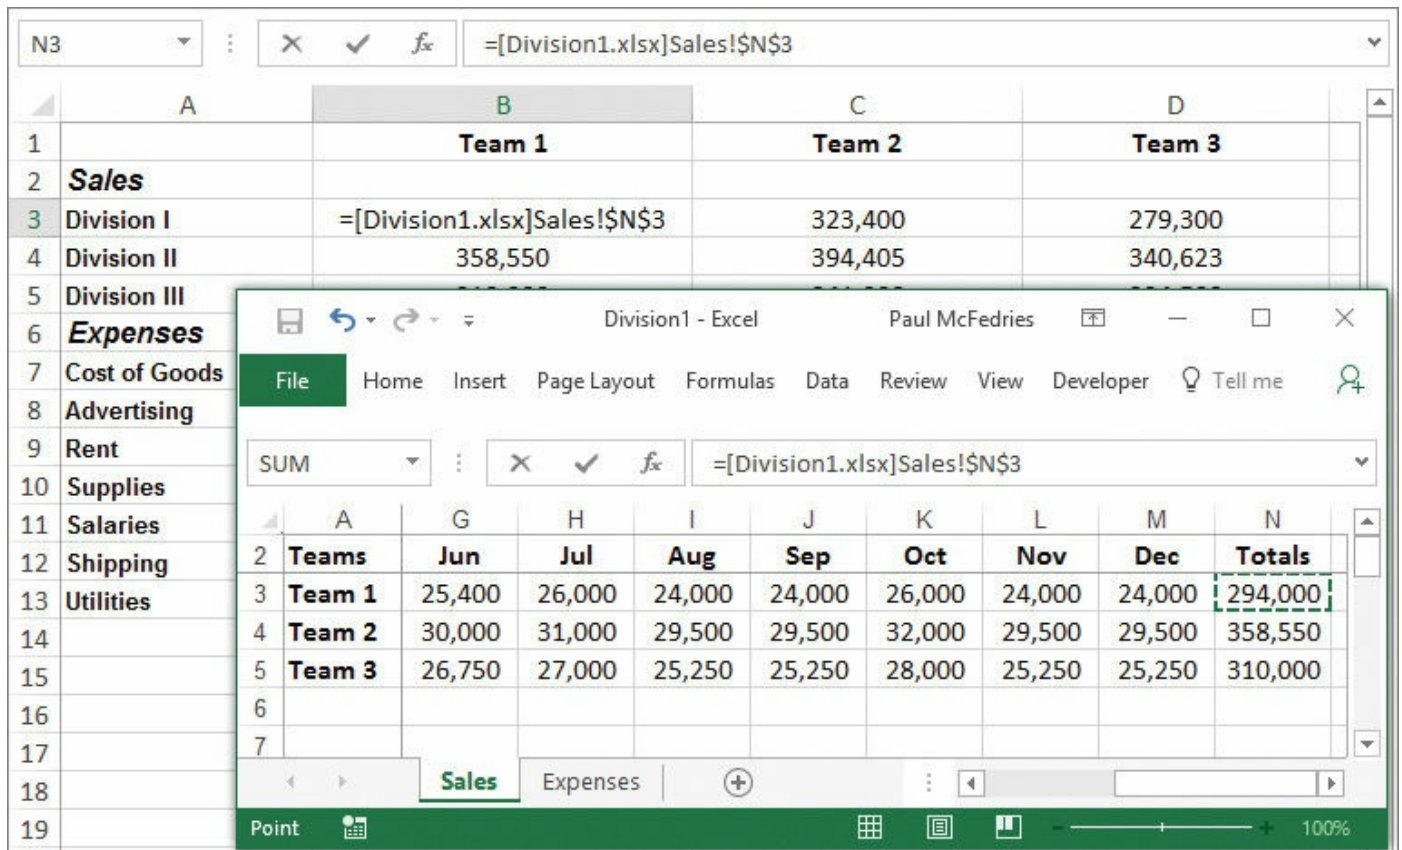 N3 fx =[Division1.xlsx]Sales!$N$3
A B C D
1 Team 1 Team 2 Team 3
2 Sales
3 Division I =[Division1.xlsx]Sales!$N$3 323,400 279,300
4 Division II 358,550 394,405 340,623
5 Division III
6 Expenses
7 Cost of Goods
8 Advertising
9 Rent
10 Supplies
11 Salaries
12 Shipping
13 Utilities
14
15
16
17
18
19
Division1 - Excel Paul McFedries
File Home Insert Page Layout Formulas Data Review View Developer Tell me
SUM fx =[Division1.xlsx]Sales!$N$3
A G H I J K L M N
2 Teams Jun Jul Aug Sep Oct Nov Dec Totals
3 Team 1 25,400 26,000 24,000 24,000 26,000 24,000 24,000 294,000
4 Team 2 30,000 31,000 29,500 29,500 32,000 29,500 29,500 358,550
5 Team 3 26,750 27,000 25,250 25,250 28,000 25,250 25,250 310,000
6
7
Sales Expenses
Point 100%